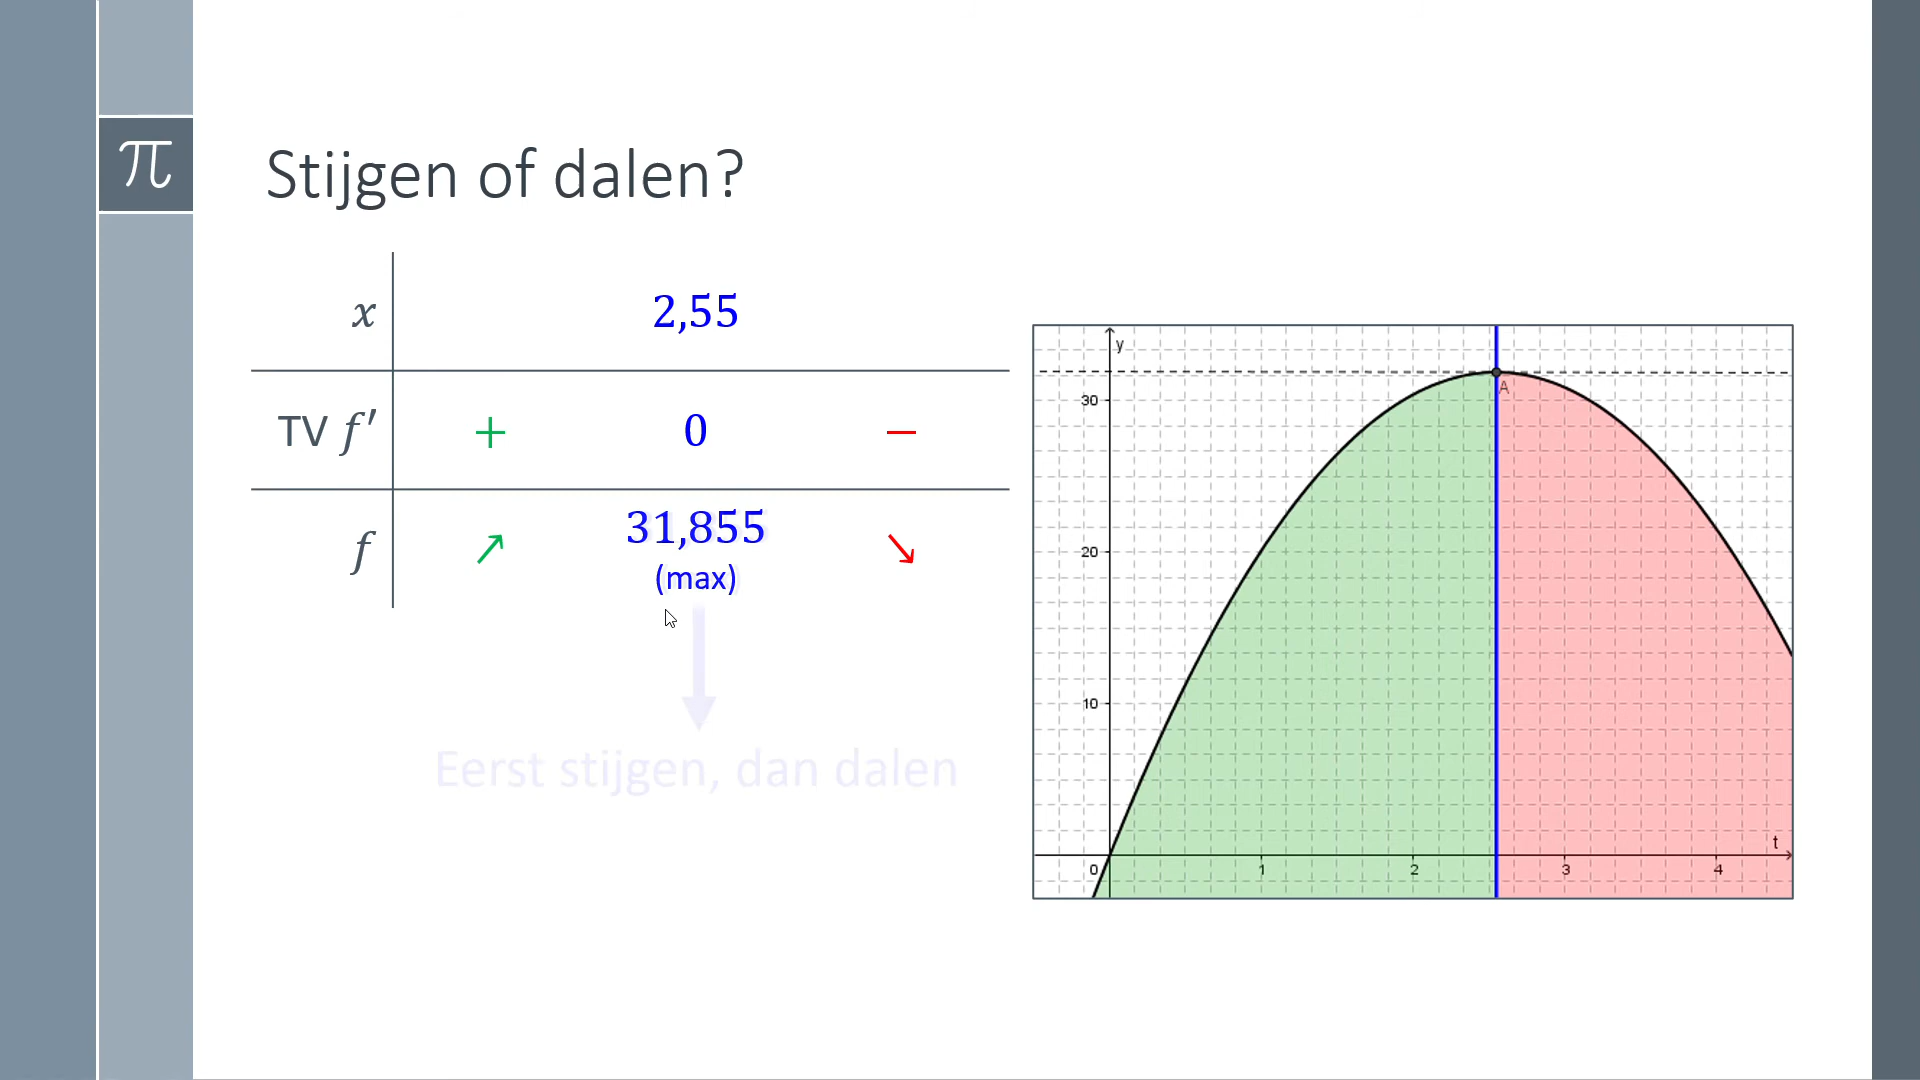 π
Stijgen of dalen?
x 2,55
TV f′ + 0 −
f ↗ 31,855 ↘
(max)
Eerst stijgen, dan dalen
y
A
30
20
10
t
0 1 2 3 4